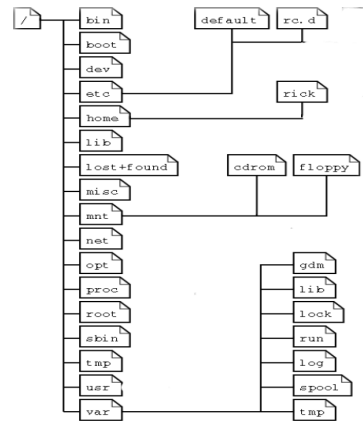 / bin default rc.d
boot
dev
etc
home rick
lib
lost+found cdrom floppy
misc
mnt
net
opt gdm
proc lib
root lock
sbin run
tmp log
usr spool
var tmp